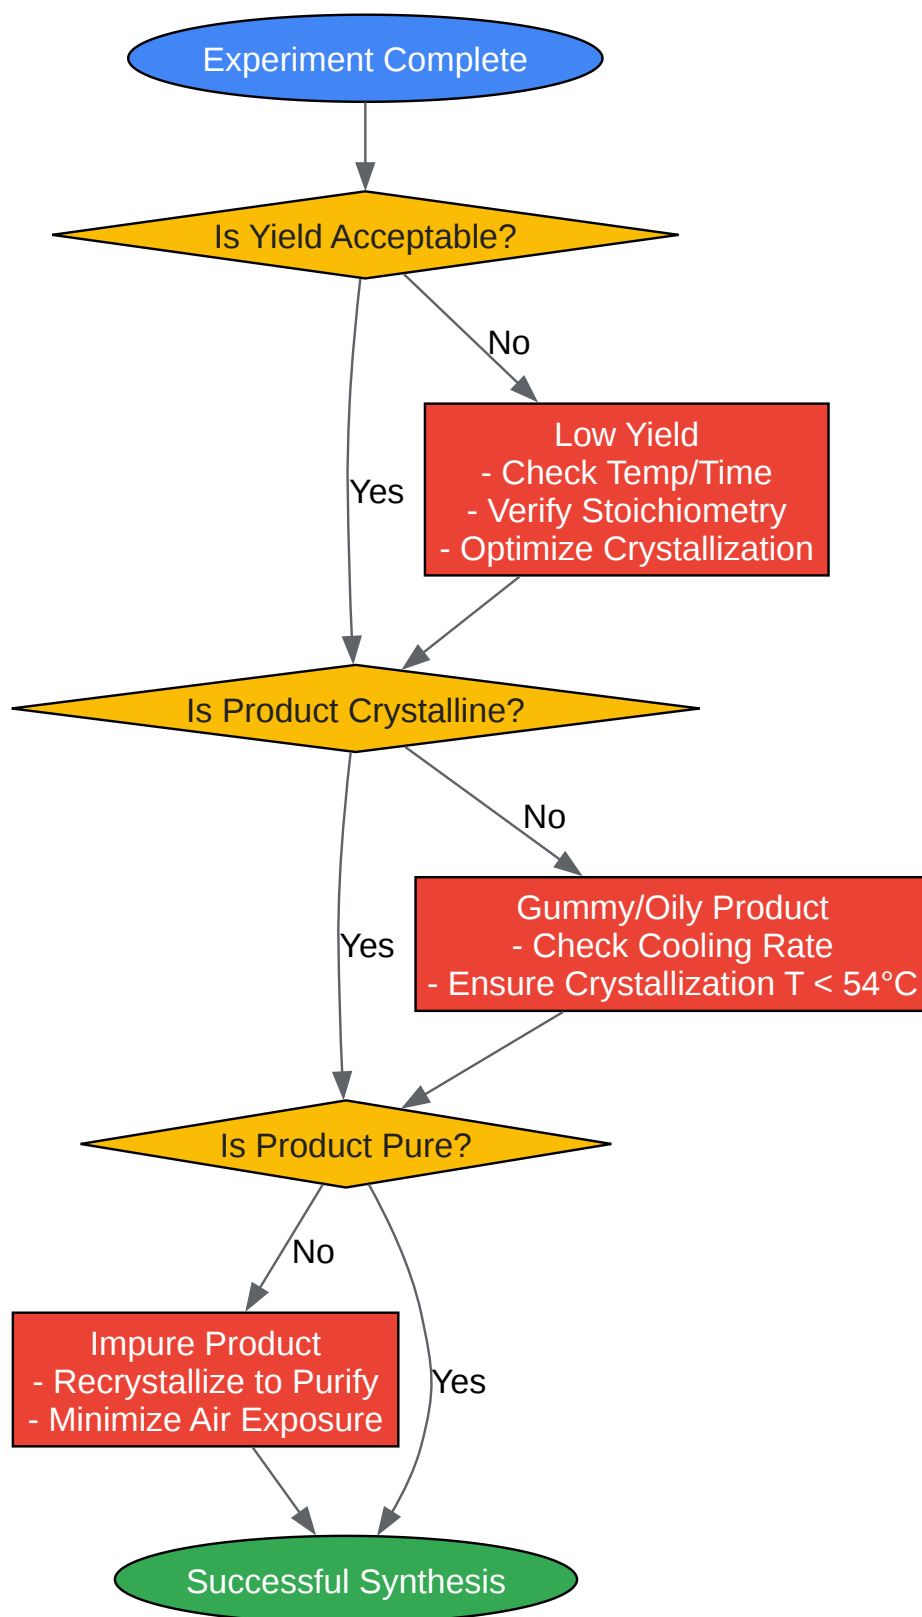 Experiment Complete
Is Yield Acceptable?
No
Low Yield
- Check Temp/Time
- Verify Stoichiometry
- Optimize Crystallization
Yes
Is Product Crystalline?
No
Gummy/Oily Product
- Check Cooling Rate
- Ensure Crystallization T < 54°C
Yes
Is Product Pure?
No
Impure Product
- Recrystallize to Purify
- Minimize Air Exposure
Yes
Successful Synthesis